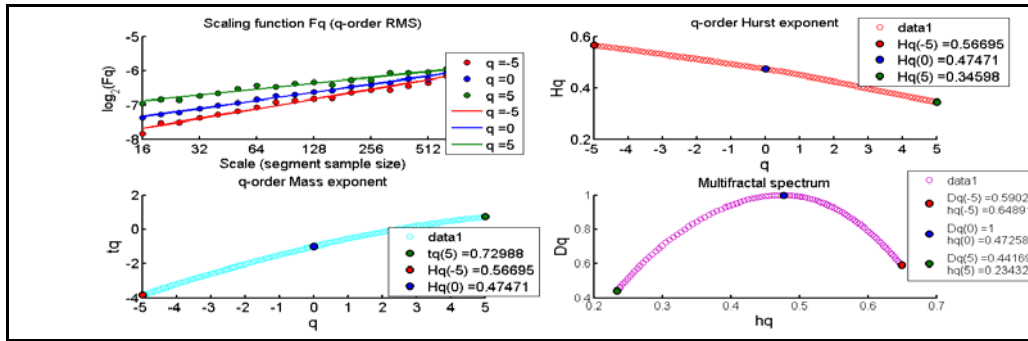 Scaling function Fq (q-order RMS)
-5
-6
-7
-8
log2(Fq)
16 32 64 128 256 512
Scale (segment sample size)
q =-5
q =0
q =5
q =-5
q =0
q =5
q-order Hurst exponent
0.6
0.4
0.2
Hq
-5 -4 -3 -2 -1 0 1 2 3 4 5
q
data1
Hq(-5) =0.56695
Hq(0) =0.47471
Hq(5) =0.34598
q-order Mass exponent
2
0
-2
-4
tq
-5 -4 -3 -2 -1 0 1 2 3 4 5
q
data1
tq(5) =0.72988
Hq(-5) =0.56695
Hq(0) =0.47471
Multifractal spectrum
1
0.8
0.6
0.4
Dq
0.2 0.3 0.4 0.5 0.6 0.7
hq
data1
Dq(-5) =0.5902
hq(-5) =0.6489
Dq(0) =1
hq(0) =0.47258
Dq(5) =0.44169
hq(5) =0.23432